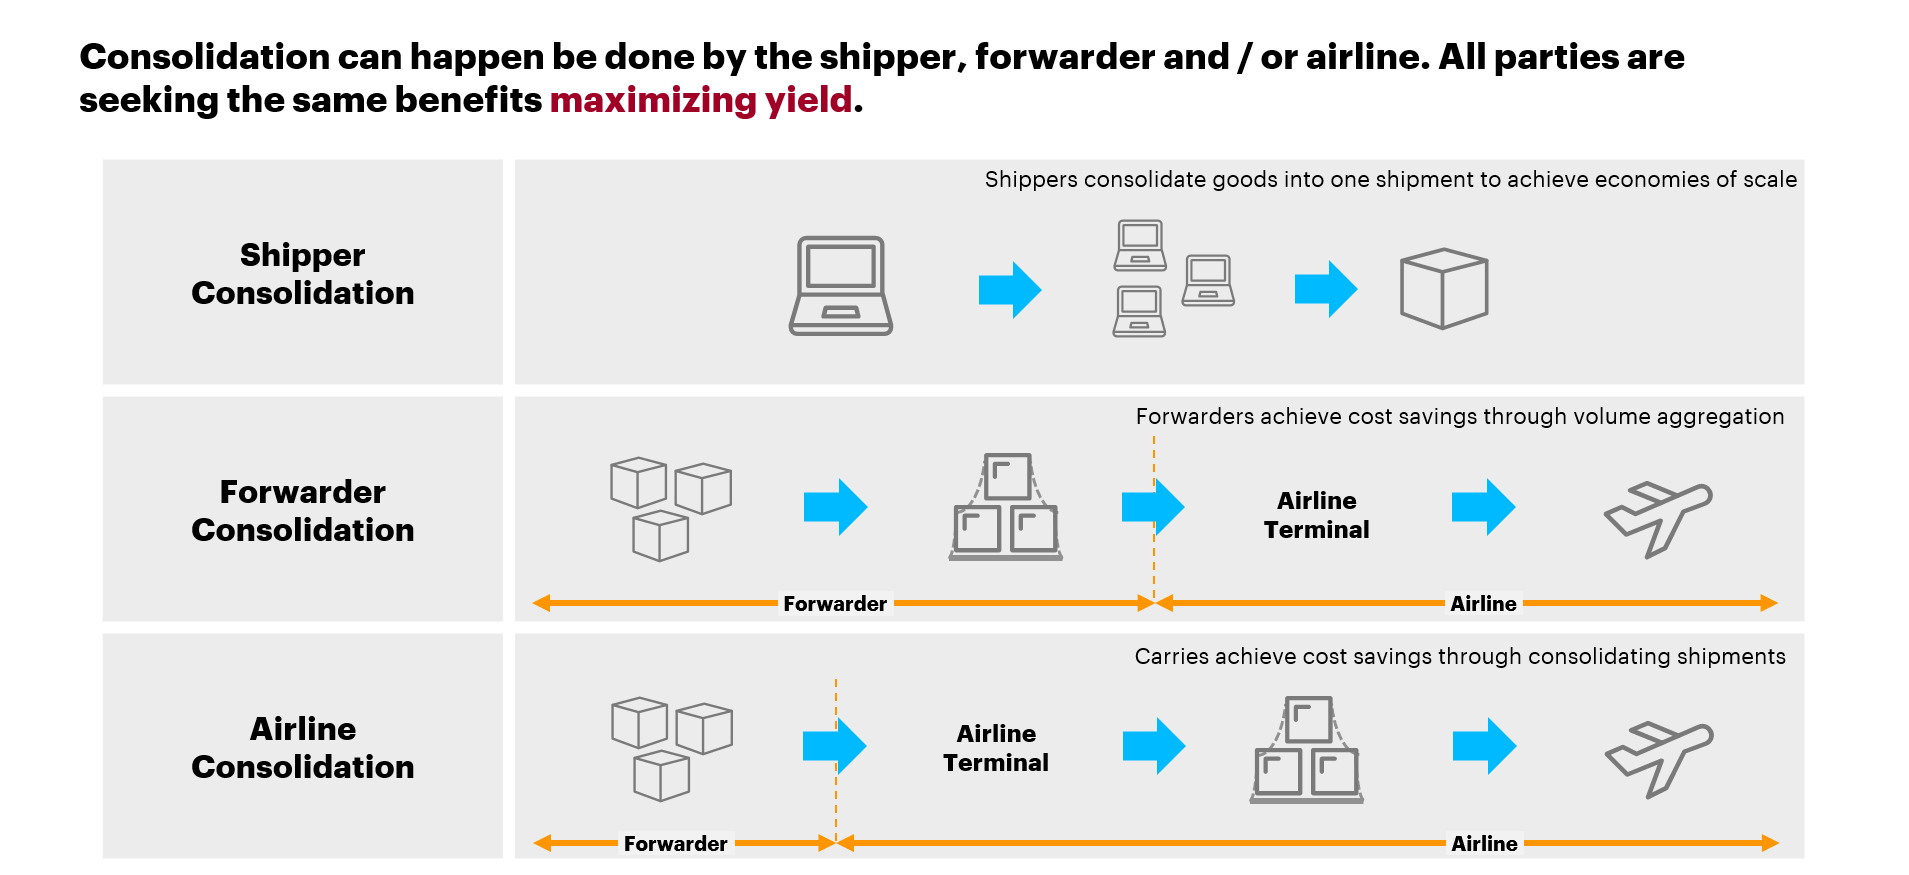 Consolidation can happen be done by the shipper, forwarder and / or airline. All parties are
seeking the same benefits maximizing yield.
Shipper
Consolidation
Shippers consolidate goods into one shipment to achieve economies of scale
Forwarder
Consolidation
Forwarders achieve cost savings through volume aggregation
Airline
Terminal
Forwarder
Airline
Airline
Consolidation
Carries achieve cost savings through consolidating shipments
Airline
Terminal
Forwarder
Airline